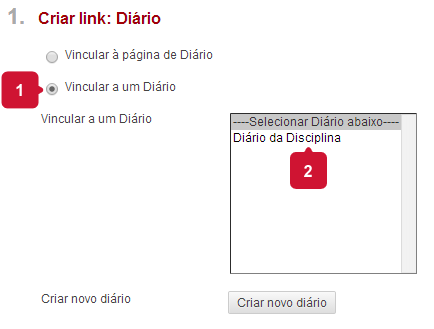 1. Criar link: Diário
Vincular à página de Diário
1 Vincular a um Diário
Vincular a um Diário
----Selecionar Diário abaixo----
Diário da Disciplina
2
Criar novo diário
Criar novo diário